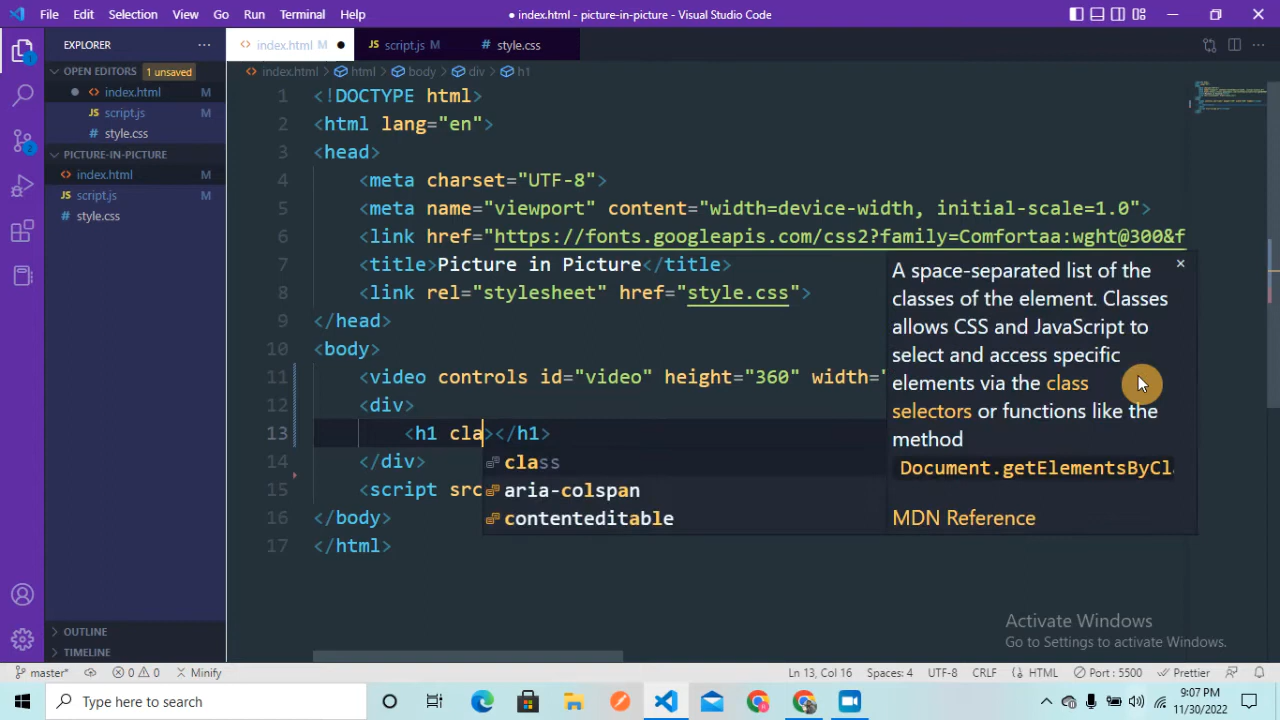 File Edit Selection View Go Run Terminal Help
● index.html - picture-in-picture - Visual Studio Code
EXPLORER
OPEN EDITORS 1 unsaved
index.html M
script.js M
style.css
PICTURE-IN-PICTURE
index.html M
script.js M
style.css
OUTLINE
TIMELINE
index.html M ● JS script.js M style.css
index.html > html > body > div > h1
1 <!DOCTYPE html>
2 <html lang="en">
3 <head>
4 <meta charset="UTF-8">
5 <meta name="viewport" content="width=device-width, initial-scale=1.0">
6 <link href="https://fonts.googleapis.com/css2?family=Comfortaa:wght@300&f
7 <title>Picture in Picture</title>
8 <link rel="stylesheet" href="style.css">
9 </head>
10 <body>
11 <video controls id="video" height="360" width="
12 <div>
13 <h1 cla></h1>
14 </div>
15 <script src
16 </body>
17 </html>
class
aria-colspan
contenteditable
A space-separated list of the
classes of the element. Classes
allows CSS and JavaScript to
select and access specific
elements via the class
selectors or functions like the
method
Document.getElementsByCl
MDN Reference
Activate Windows
Go to Settings to activate Windows.
master* 0 0 Minify Ln 13, Col 16 Spaces: 4 UTF-8 CRLF HTML Port : 5500 Prettier
Type here to search
9:07 PM
11/30/2022